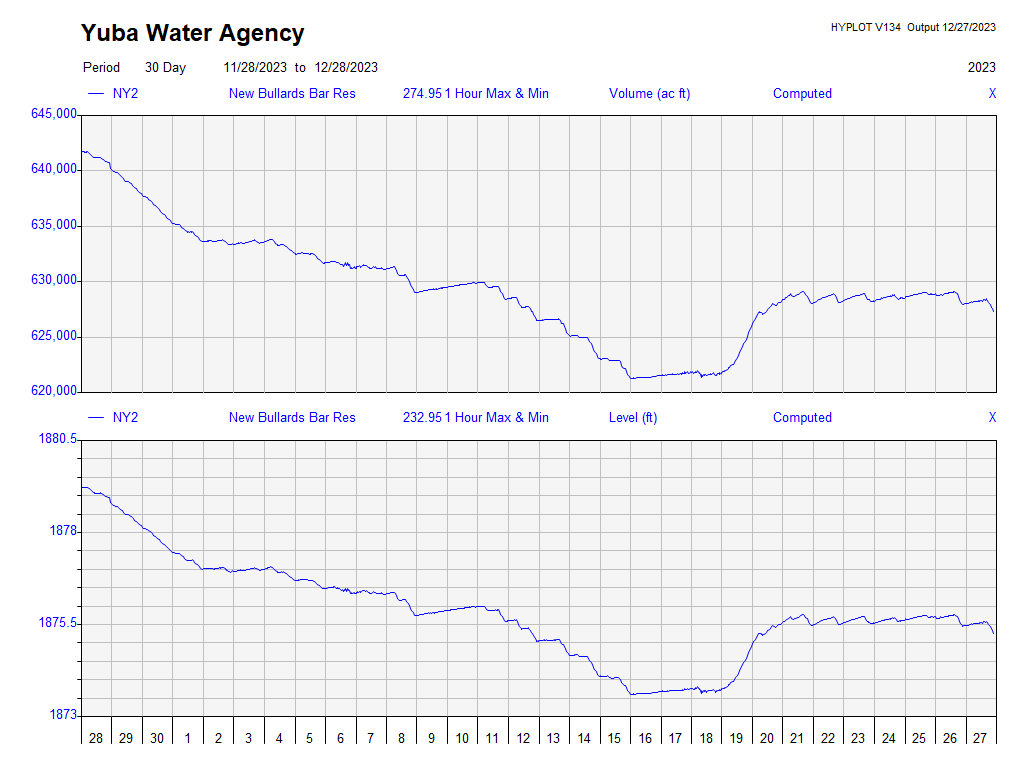 Yuba Water Agency
HYPLOT V134 Output 12/27/2023
Period 30 Day 11/28/2023 to 12/28/2023 2023
NY2 New Bullards Bar Res 274.95 1 Hour Max & Min Volume (ac ft) Computed X
645,000
640,000
635,000
630,000
625,000
620,000
NY2 New Bullards Bar Res 232.95 1 Hour Max & Min Level (ft) Computed X
1880.5
1878
1875.5
1873
28 29 30 1 2 3 4 5 6 7 8 9 10 11 12 13 14 15 16 17 18 19 20 21 22 23 24 25 26 27